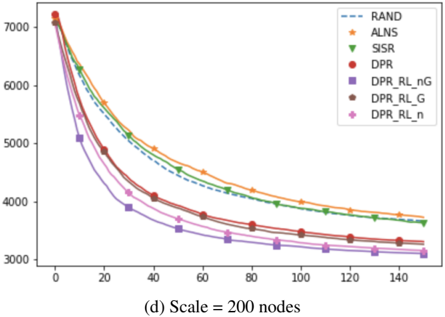 7000
6000
5000
4000
3000
RAND
ALNS
SISR
DPR
DPR_RL_nG
DPR_RL_G
DPR_RL_n
0 20 40 60 80 100 120 140
(d) Scale = 200 nodes